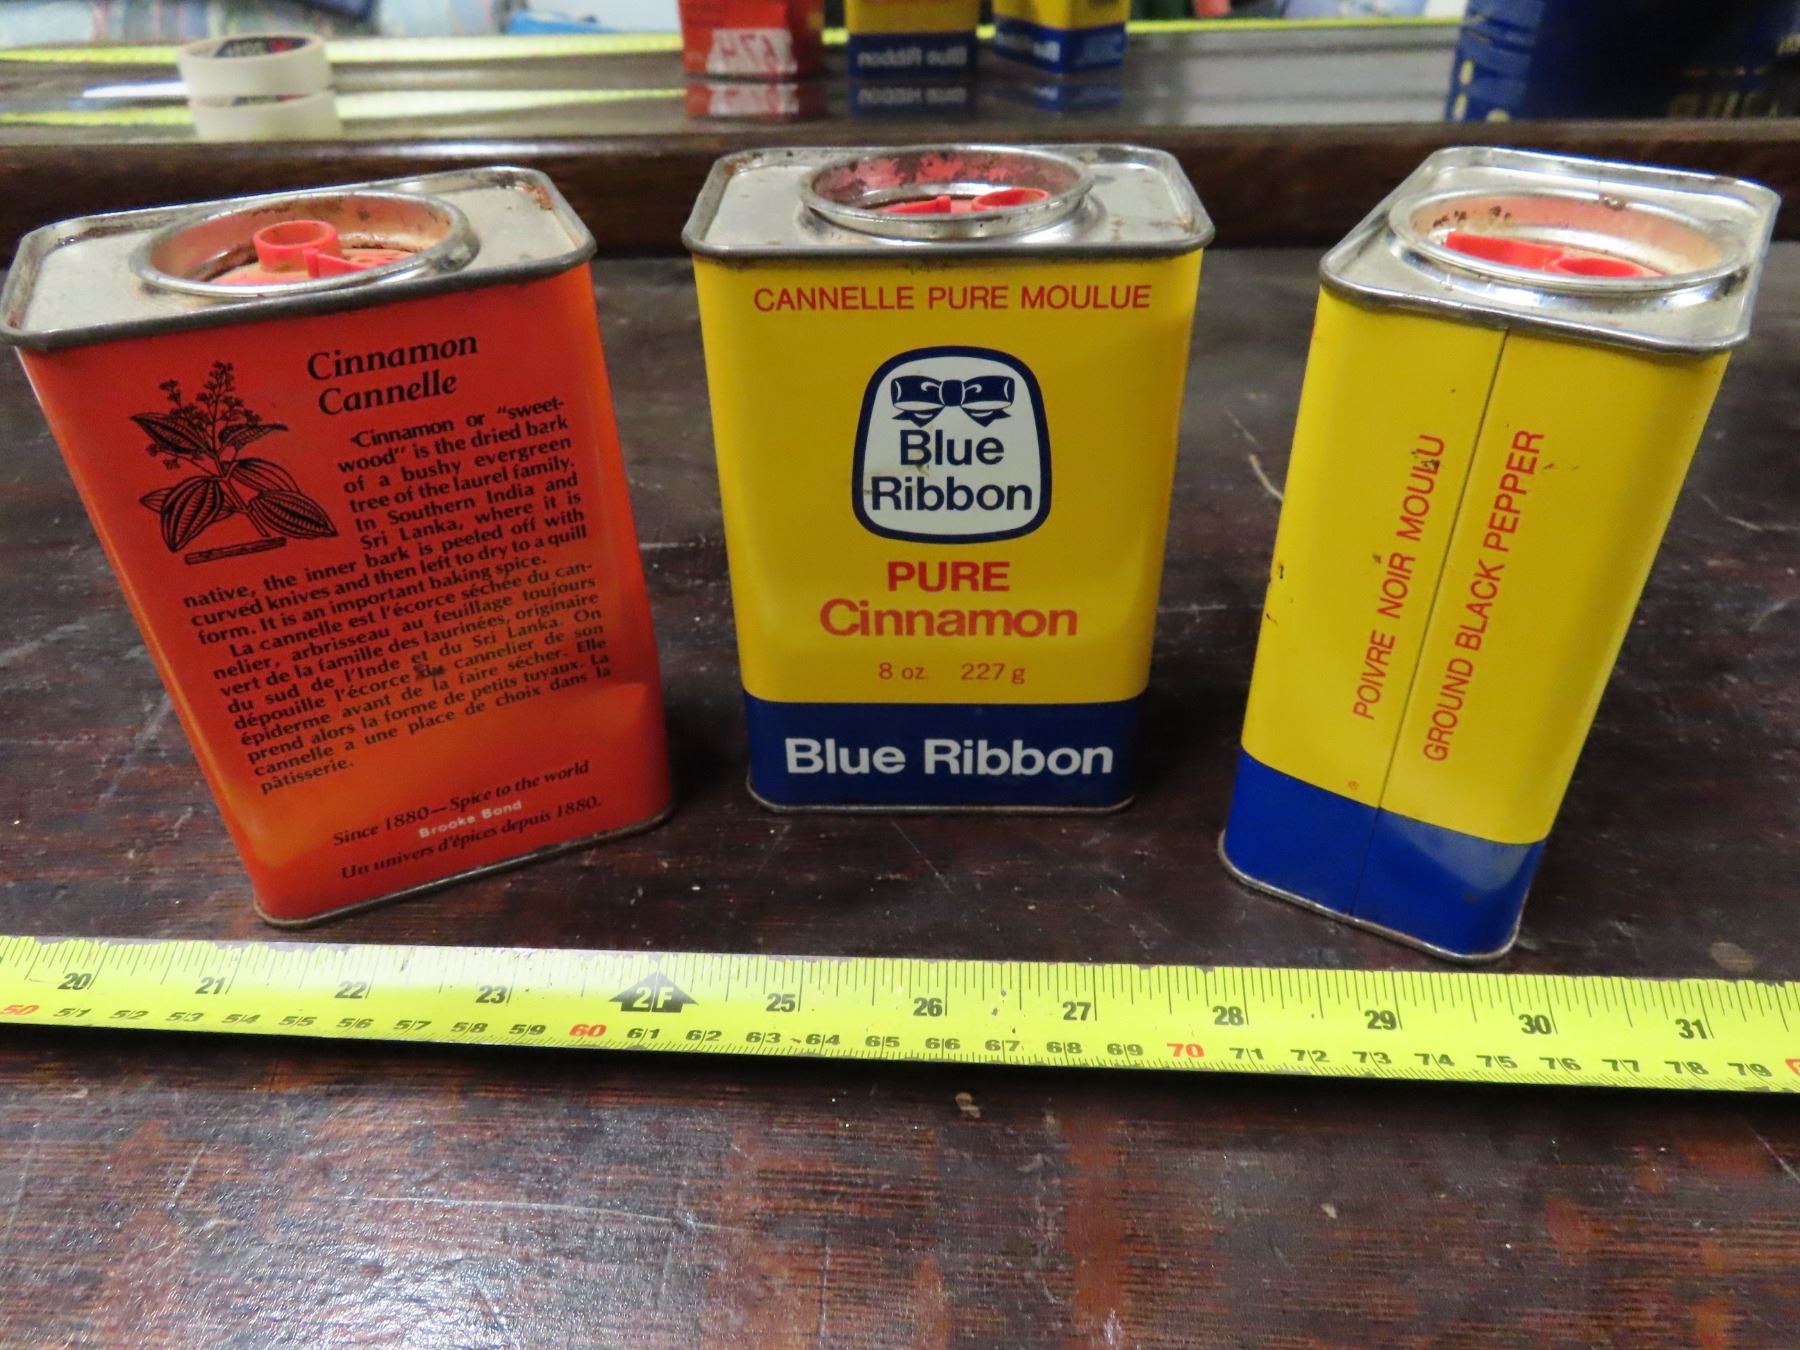 Cinnamon
Cannelle
Cinnamon or "sweet-
wood" is the dried bark
of a bushy evergreen
tree of the laurel family.
In Southern India and
Sri Lanka, where it is
native, the inner bark is peeled off with
curved knives and then left to dry to a quill
form. It is an important baking spice.
La cannelle est l'écorce séchée du can-
nelier, arbrisseau au feuillage toujours
vert de la famille des laurinées, originaire
du sud de l'Inde et du Sri Lanka. On
dépouille l'écorce du cannelier de son
épiderme avant de la faire sécher. Elle
prend alors la forme de petits tuyaux. La
cannelle a une place de choix dans la
pâtisserie.
Since 1880—Spice to the world
Brooke Bond
Un univers d'épices depuis 1880.
CANNELLE PURE MOULUE
Blue
Ribbon
PURE
Cinnamon
8 oz. 227 g
Blue Ribbon
POIVRE NOIR MOULU
GROUND BLACK PEPPER
20 21 22 23 2F 25 26 27 28 29 30 31
50 51 52 53 54 55 56 57 58 59 60 61 62 63 64 65 66 67 68 69 70 71 72 73 74 75 76 77 78 79